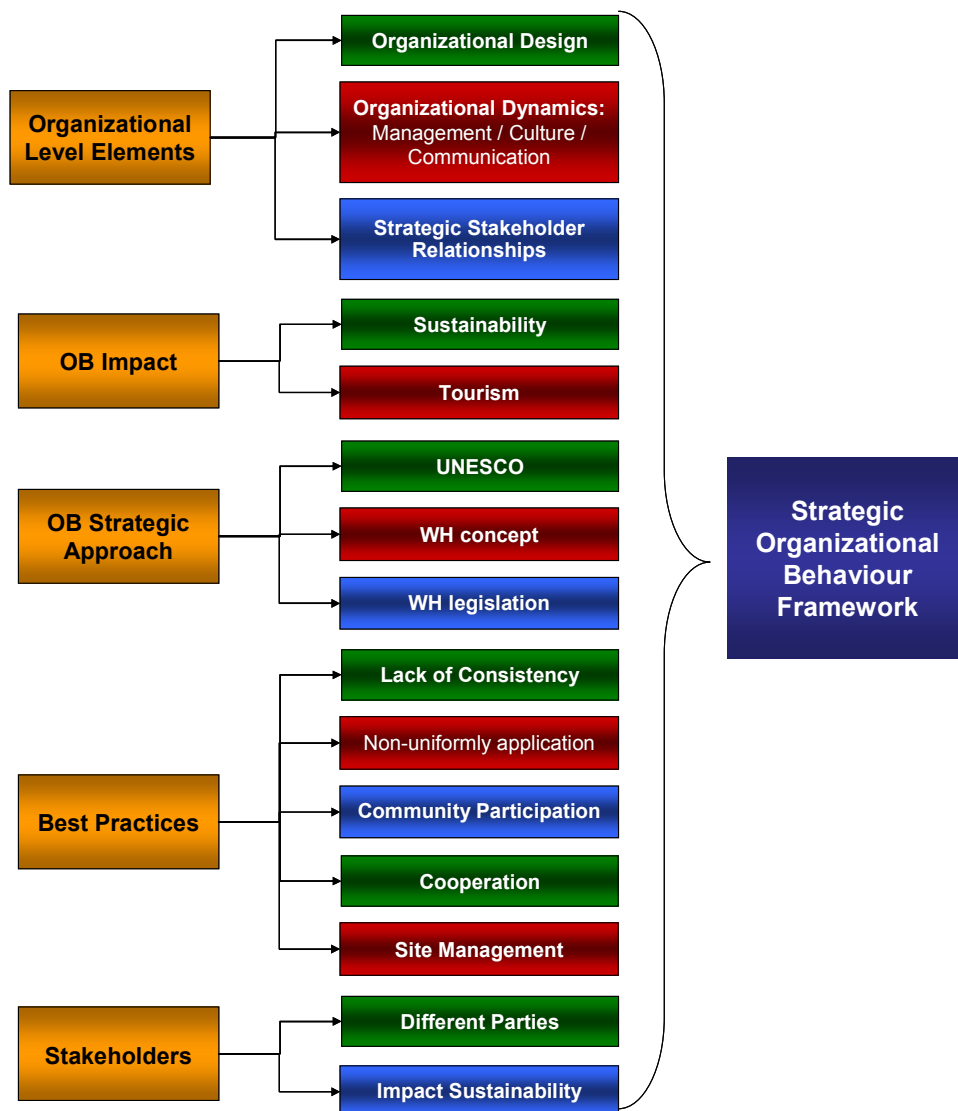 Organizational
Level Elements
Organizational Design
Organizational Dynamics:
Management / Culture /
Communication
Strategic Stakeholder
Relationships
OB Impact
Sustainability
Tourism
OB Strategic
Approach
UNESCO
WH concept
WH legislation
Best Practices
Lack of Consistency
Non-uniformly application
Community Participation
Cooperation
Site Management
Stakeholders
Different Parties
Impact Sustainability
Strategic
Organizational
Behaviour
Framework